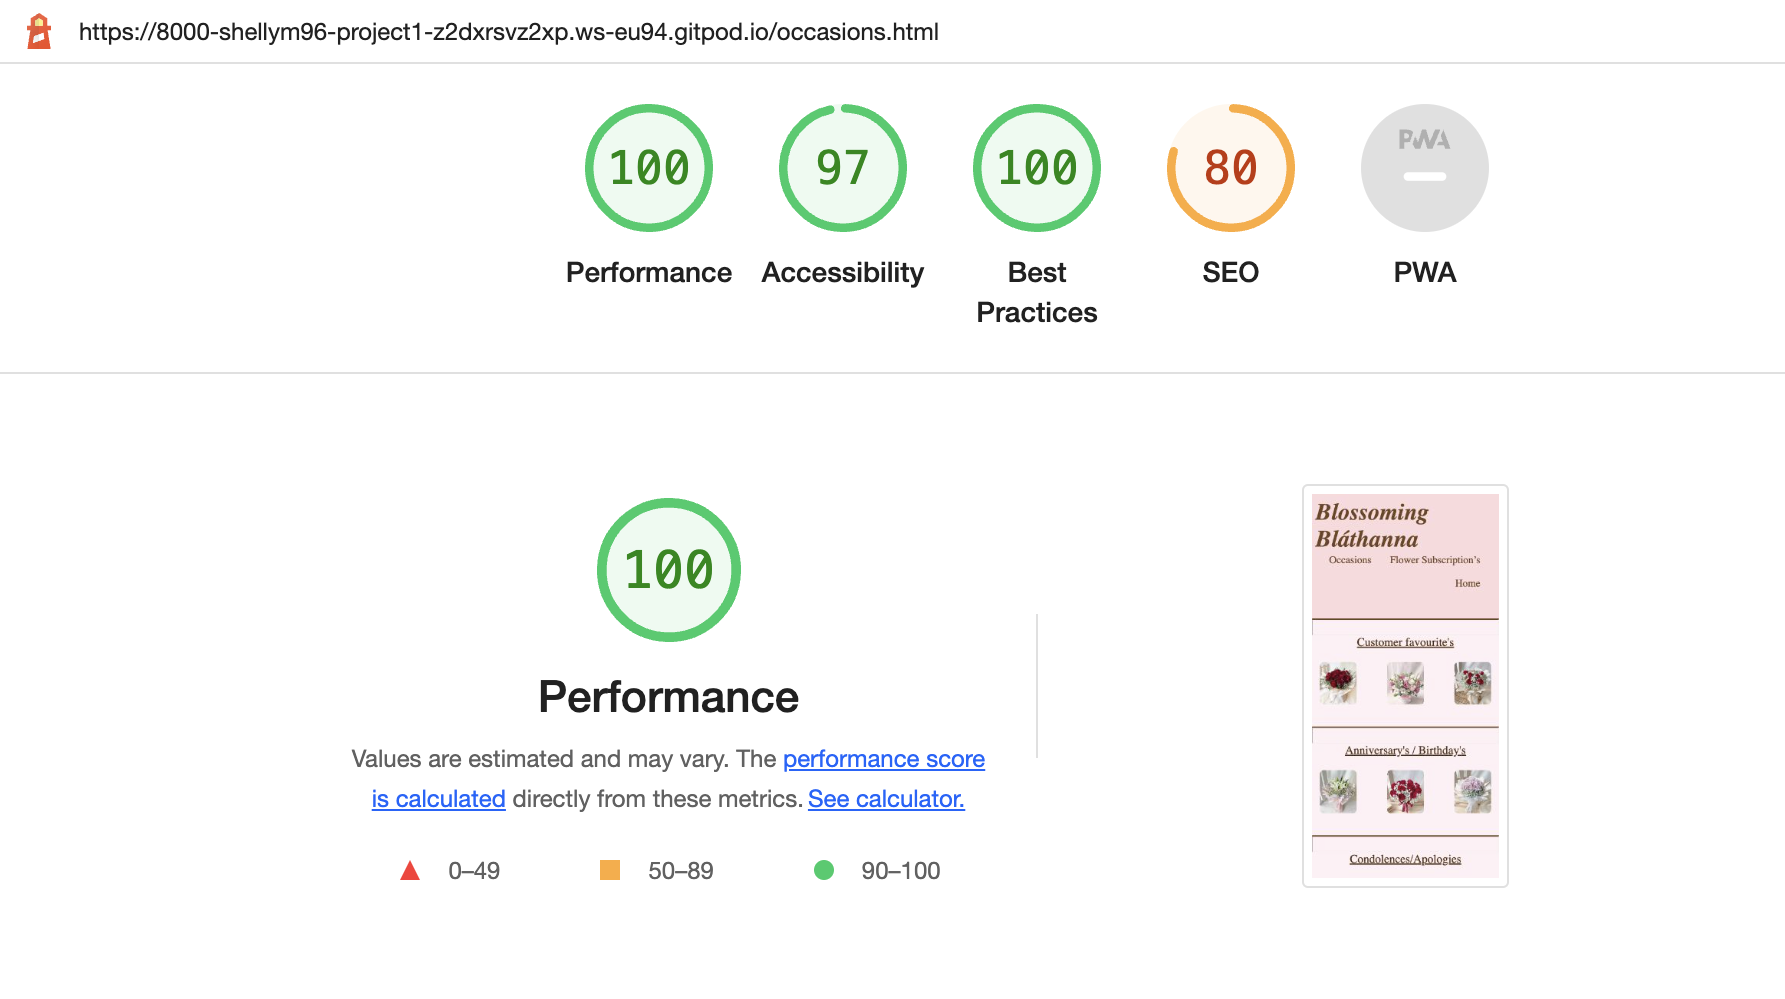 https://8000-shellym96-project1-z2dxrsvz2xp.ws-eu94.gitpod.io/occasions.html
100
97
100
80
PWA
Performance
Accessibility
Best
Practices
SEO
PWA
100
Performance
Values are estimated and may vary. The performance score
is calculated directly from these metrics. See calculator.
0–49
50–89
90–100
Blossoming
Bláthanna
Occasions
Flower Subscription's
Home
Customer favourite's
Anniversary's / Birthday's
Condolences/Apologies